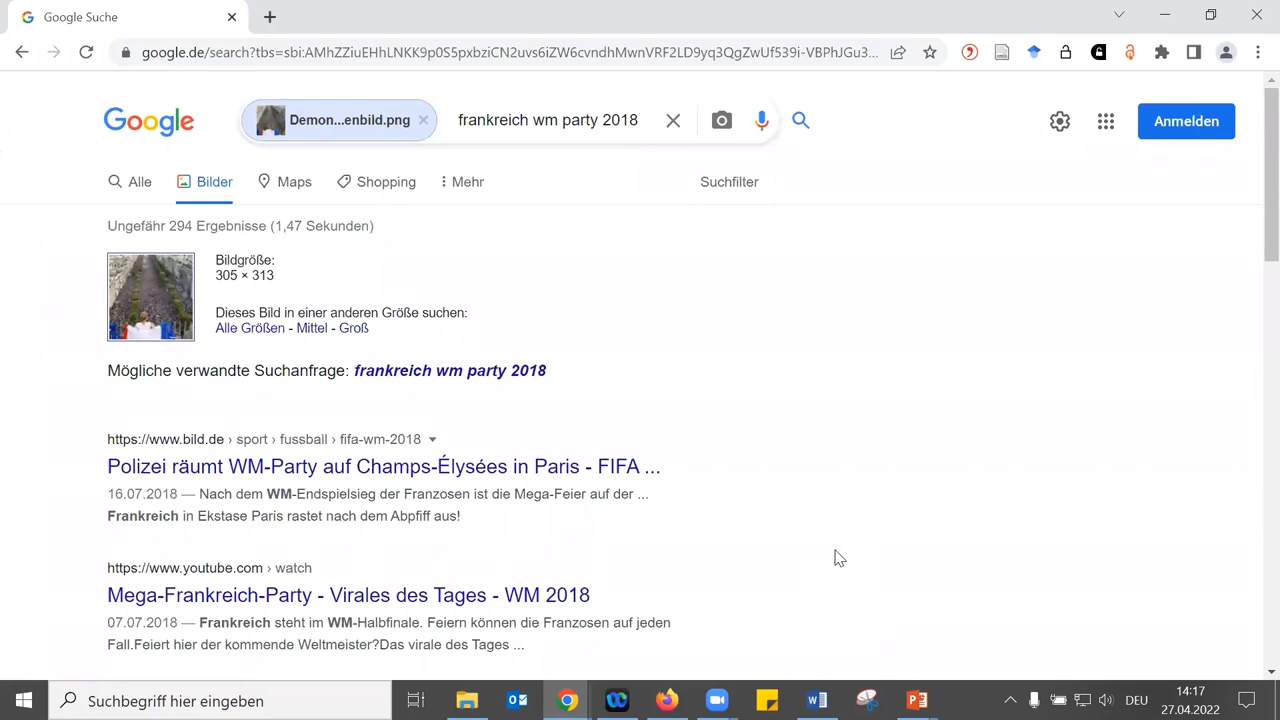 Google Suche
google.de/search?tbs=sbi:AMhZZiuEHhLNKK9p0S5pxbziCN2uvs6iZW6cvndhMwnVRF2LD9yq3QgZwUf539i-VBPhJGu3...
Google
Demon...enbild.png
frankreich wm party 2018
Anmelden
Alle
Bilder
Maps
Shopping
Mehr
Suchfilter
Ungefähr 294 Ergebnisse (1,47 Sekunden)
Bildgröße:
305 × 313
Dieses Bild in einer anderen Größe suchen:
Alle Größen - Mittel - Groß
Mögliche verwandte Suchanfrage: frankreich wm party 2018
https://www.bild.de › sport › fussball › fifa-wm-2018
Polizei räumt WM-Party auf Champs-Élysées in Paris - FIFA ...
16.07.2018 — Nach dem WM-Endspielsieg der Franzosen ist die Mega-Feier auf der ...
Frankreich in Ekstase Paris rastet nach dem Abpfiff aus!
https://www.youtube.com › watch
Mega-Frankreich-Party - Virales des Tages - WM 2018
07.07.2018 — Frankreich steht im WM-Halbfinale. Feiern können die Franzosen auf jeden
Fall.Feiert hier der kommende Weltmeister?Das virale des Tages ...
Suchbegriff hier eingeben
DEU
14:17
27.04.2022